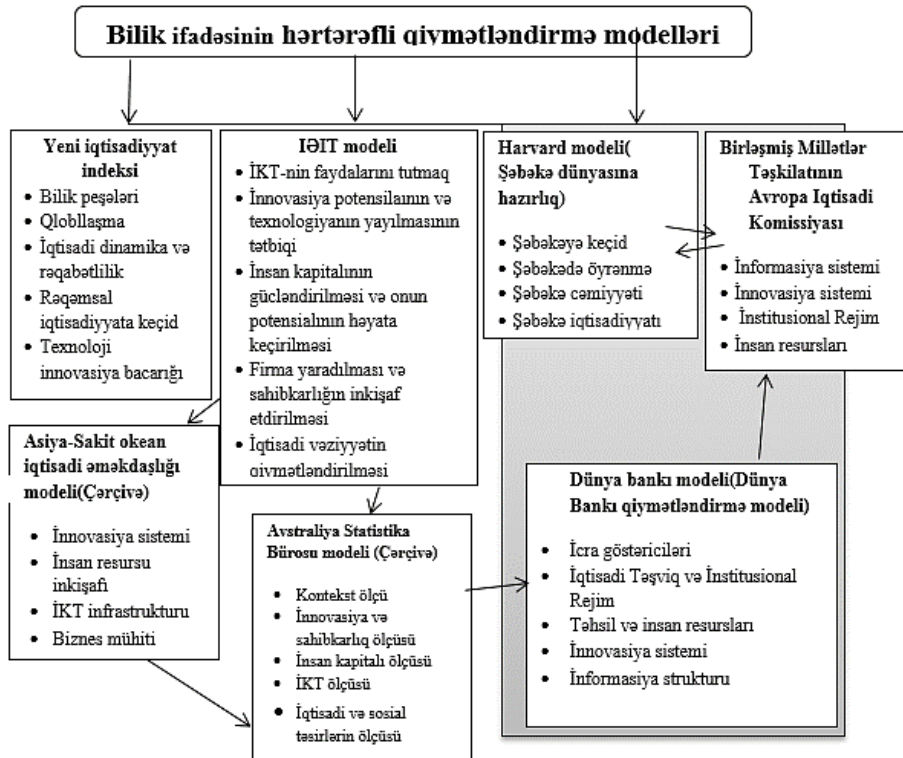 Bilik ifadəsinin hərtərəfli qiymətləndirmə modelləri
Yeni iqtisadiyyat
indeksi
• Bilik peşələri
• Qlobllaşma
• İqtisadi dinamika və
rəqabətlilik
• Rəqəmsal
iqtisadiyyata keçid
• Texnoloji
innovasiya bacarığı
IƏIT modeli
• İKT-nin faydalarını tutmaq
• İnnovasiya potensilaının və
texnologiyanın yayılmasının
tətbiqi
• İnsan kapitalının
gücləndirilməsi və onun
potensialının həyata
keçirilməsi
• Firma yaradılması və
sahibkarlığın inkişaf
etdirilməsi
• İqtisadi vəziyyətin
qiymətləndirilməsi
Harvard modeli(
Şəbəkə dünyasına
hazırlıq)
• Şəbəkəyə keçid
• Şəbəkədə öyrənmə
• Şəbəkə cəmiyyəti
• Şəbəkə iqtisadiyyatı
Birləşmiş Millətlər
Təşkilatının
Avropa Iqtisadi
Komissiyası
• İnformasiya sistemi
• İnnovasiya sistemi
• İnstitusional Rejim
• İnsan resursları
Asiya-Sakit okean
iqtisadi əməkdaşlığı
modeli(Çərçivə)
• İnnovasiya sistemi
• İnsan resursu
inkişafı
• İKT infrastrukturu
• Biznes mühiti
Avstraliya Statistika
Bürosu modeli (Çərçivə)
• Kontekst ölçü
• İnnovasiya və
sahibkarlıq ölçüsü
• İnsan kapitalı ölçüsü
• İKT ölçüsü
• İqtisadi və sosial
təsirlərin ölçüsü
Dünya bankı modeli(Dünya
Bankı qiymətləndirmə modeli)
• İcra göstəriciləri
• İqtisadi Təşviq və İnstitusional
Rejim
• Təhsil və insan resursları
• İnnovasiya sistemi
• İnformasiya strukturu